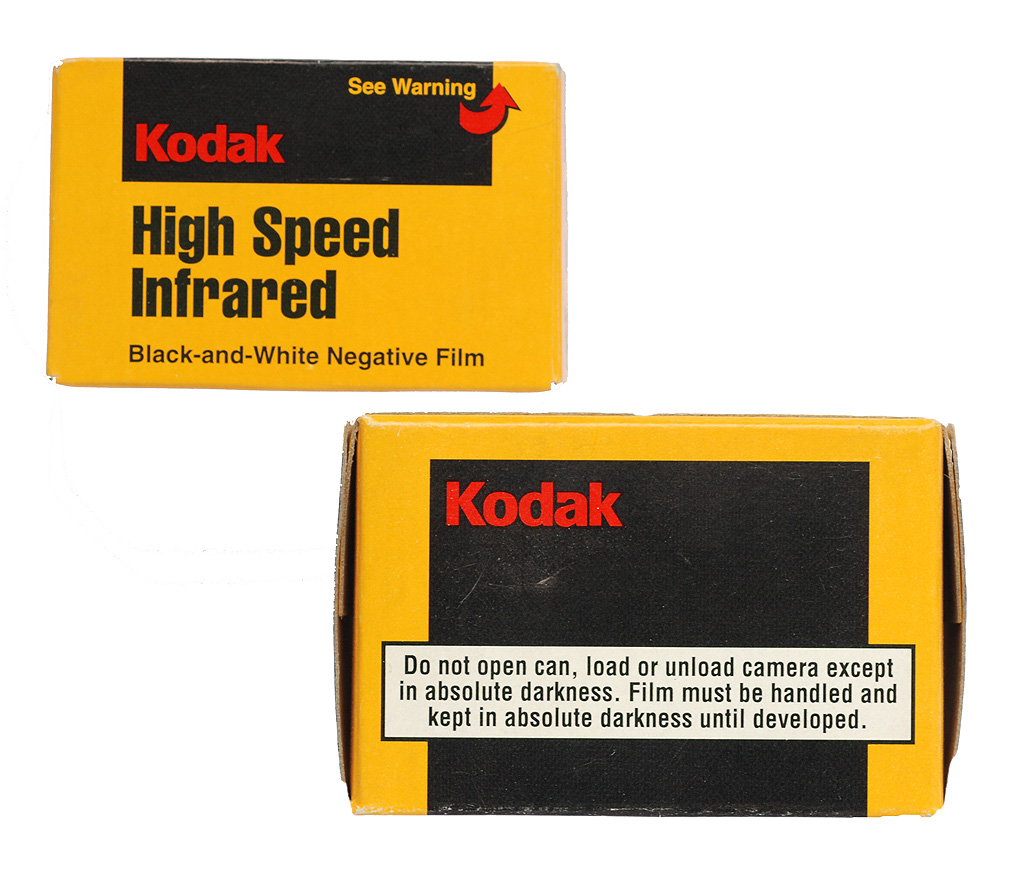 See Warning
Kodak
High Speed
Infrared
Black-and-White Negative Film
Kodak
Do not open can, load or unload camera except
in absolute darkness. Film must be handled and
kept in absolute darkness until developed.